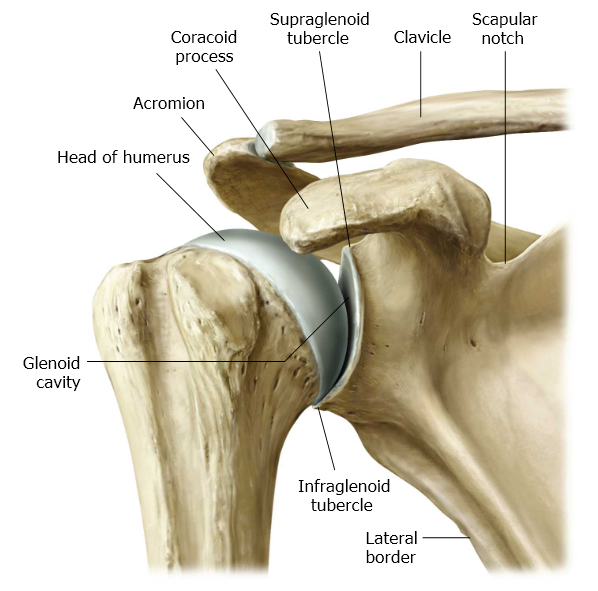 Supraglenoid
tubercle
Scapular
notch
Coracoid
process
Clavicle
Acromion
Head of humerus
Glenoid
cavity
Infraglenoid
tubercle
Lateral
border